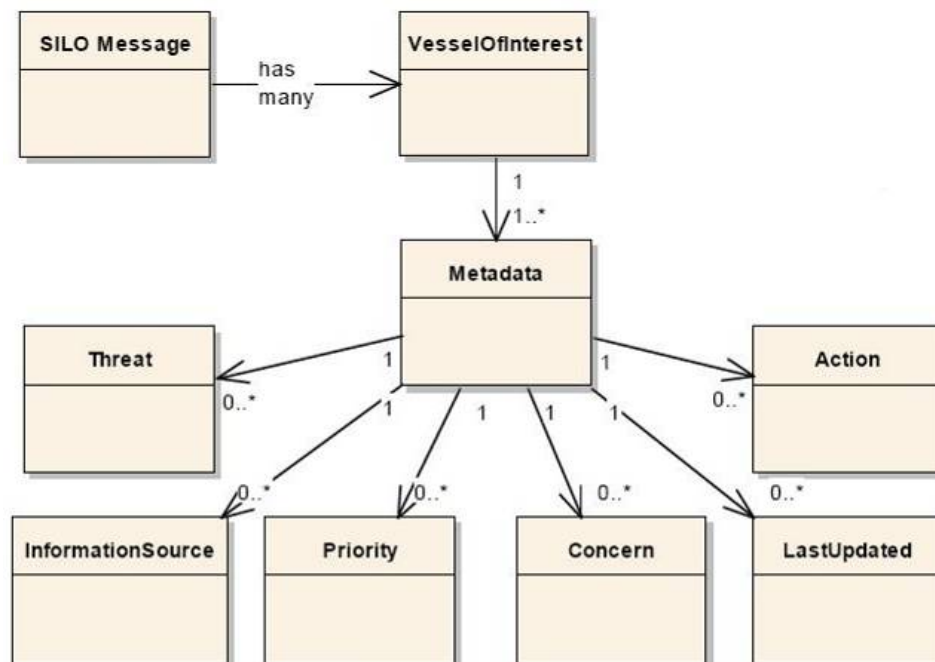 SILO Message
VesselOfInterest
has
many
1
1..*
Metadata
Threat
Action
1
1
0..*
0..*
1
1
1
1
0..*
0..*
0..*
0..*
InformationSource
Priority
Concern
LastUpdated